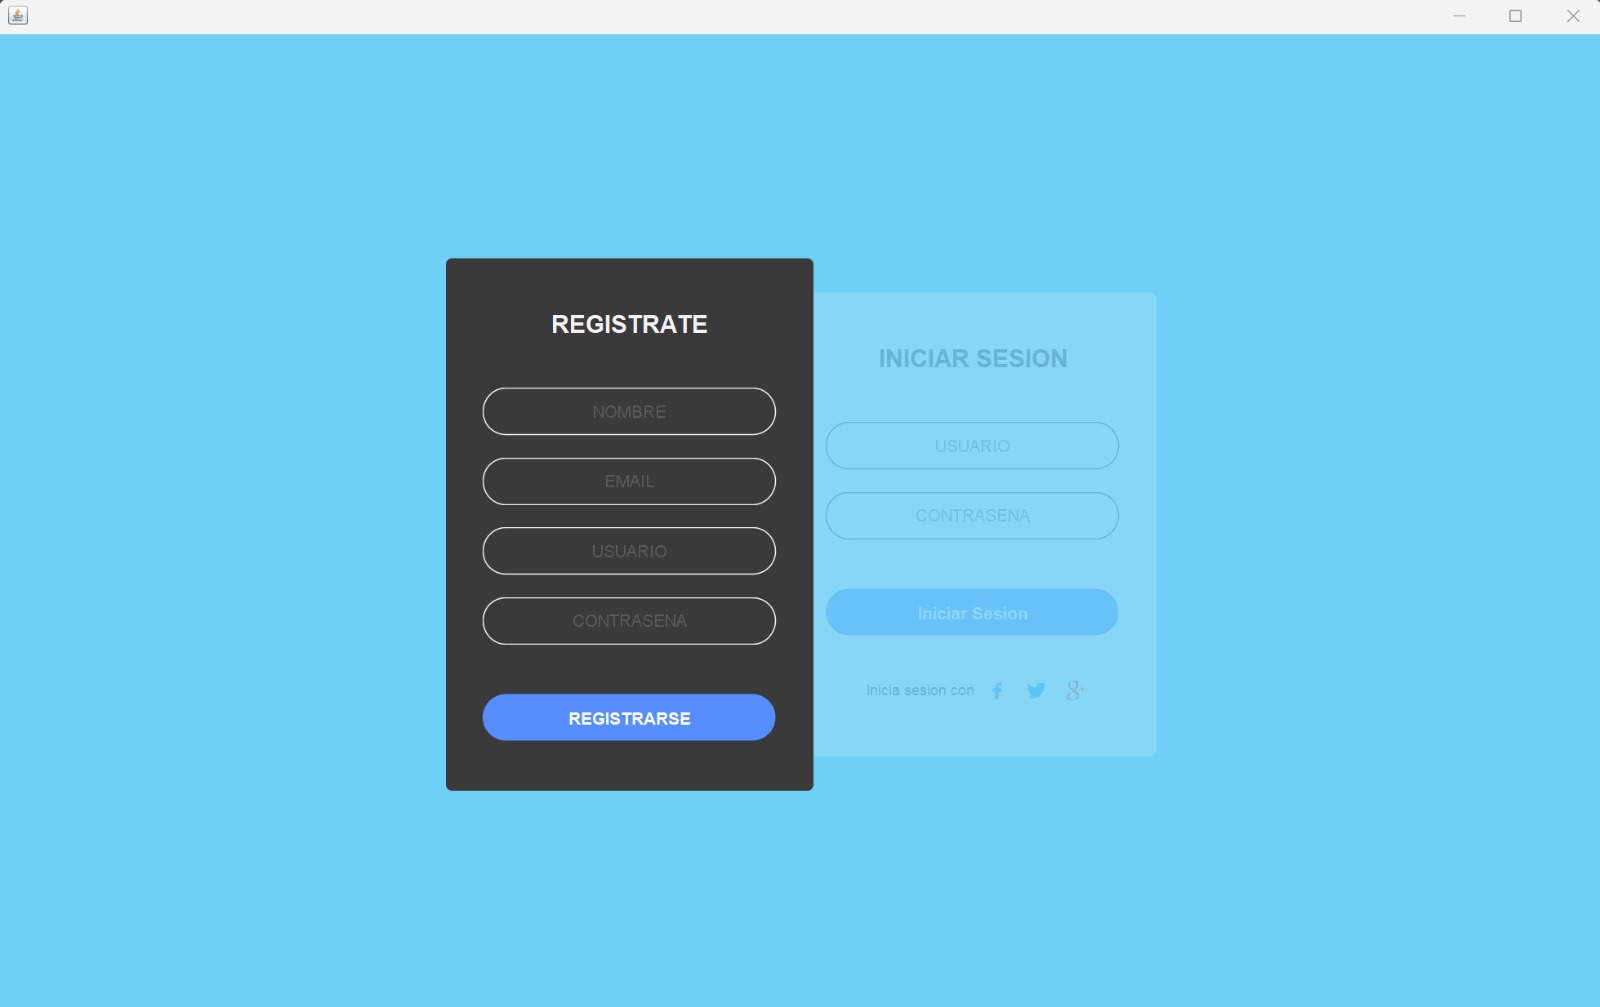 REGISTRATE
NOMBRE
EMAIL
USUARIO
CONTRASENA
REGISTRARSE
INICIAR SESION
USUARIO
CONTRASENA
Iniciar Sesion
Inicia sesion con